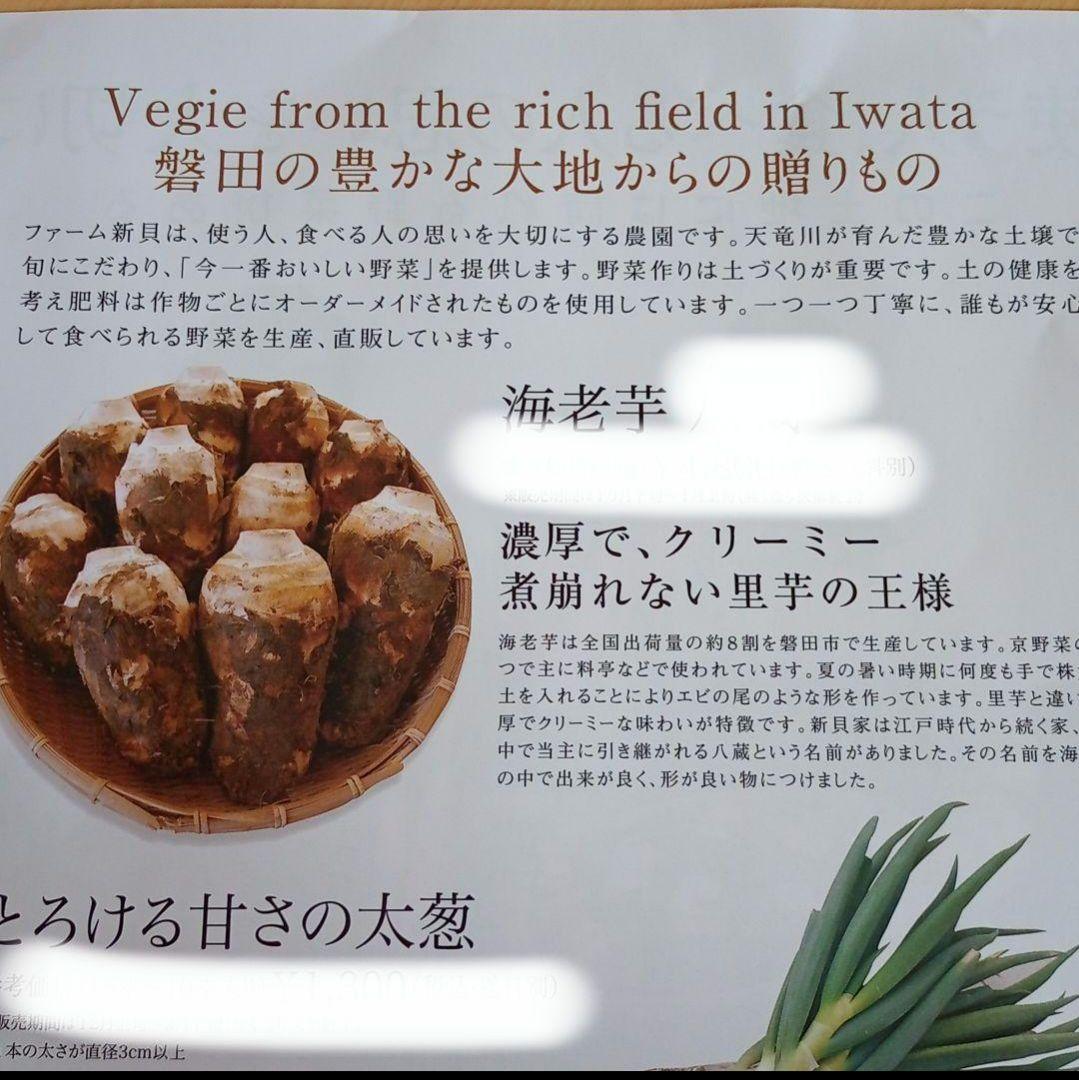 Vegie from the rich field in Iwata
磐田の豊かな大地からの贈りもの
ファーム新貝は、使う人、食べる人の思いを大切にする農園です。天竜川が育んだ豊かな土壌で
旬にこだわり、「今一番おいしい野菜」を提供します。野菜作りは土づくりが重要です。土の健康を
考え肥料は作物ごとにオーダーメイドされたものを使用しています。一つ一つ丁寧に、誰もが安心
して食べられる野菜を生産、直販しています。
海老芋
別)
濃厚で、クリーミー
煮崩れない里芋の王様
海老芋は全国出荷量の約8割を磐田市で生産しています。京野菜の
つで主に料亭などで使われています。夏の暑い時期に何度も手で株
土を入れることによりエビの尾のような形を作っています。里芋と違い
厚でクリーミーな味わいが特徴です。新貝家は江戸時代から続く家、
中で当主に引き継がれる八蔵という名前がありました。その名前を海
の中で出来が良く、形が良い物につけました。
とろける甘さの太葱
考価
¥1,300
販売期間は
本の太さが直径3cm以上